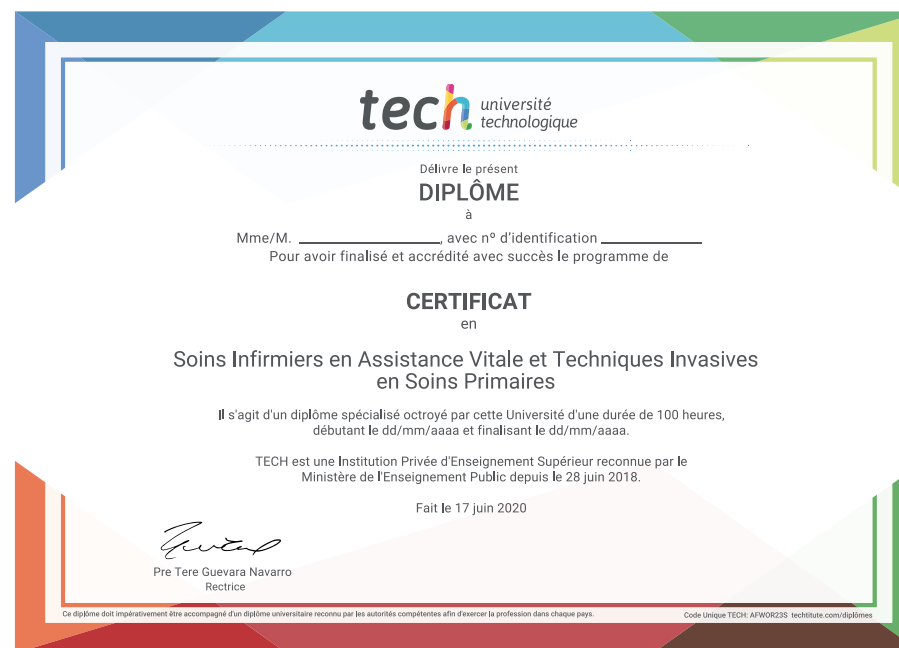 tech université
technologique
Délivre le présent
DIPLÔME
à
Mme/M. ____________________, avec nº d'identification ______________
Pour avoir finalisé et accrédité avec succès le programme de
CERTIFICAT
en
Soins Infirmiers en Assistance Vitale et Techniques Invasives
en Soins Primaires
Il s'agit d'un diplôme spécialisé octroyé par cette Université d'une durée de 100 heures,
débutant le dd/mm/aaaa et finalisant le dd/mm/aaaa.
TECH est une Institution Privée d'Enseignement Supérieur reconnue par le
Ministère de l'Enseignement Public depuis le 28 juin 2018.
Fait le 17 juin 2020
Pre Tere Guevara Navarro
Rectrice
Ce diplôme doit impérativement être accompagné d'un diplôme universitaire reconnu par les autorités compétentes afin d'exercer la profession dans chaque pays.
Code Unique TECH: AFWOR23S techtitute.com/diplômes